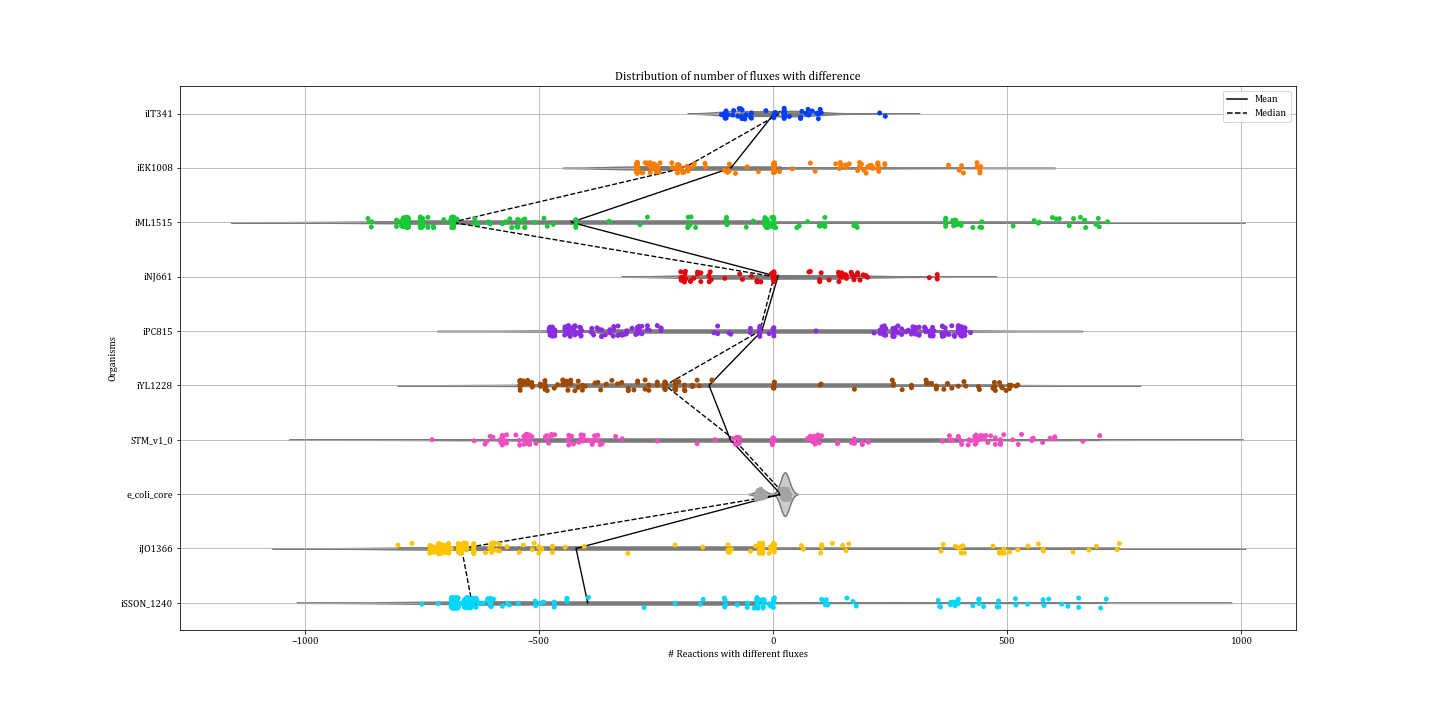 Distribution of number of fluxes with difference
Mean
Median
Organisms
iIT341
iEK1008
iML1515
iNJ661
iPC815
iYL1228
STM_v1_0
e_coli_core
iJO1366
iSSON_1240
−1000
−500
0
500
1000
# Reactions with different fluxes